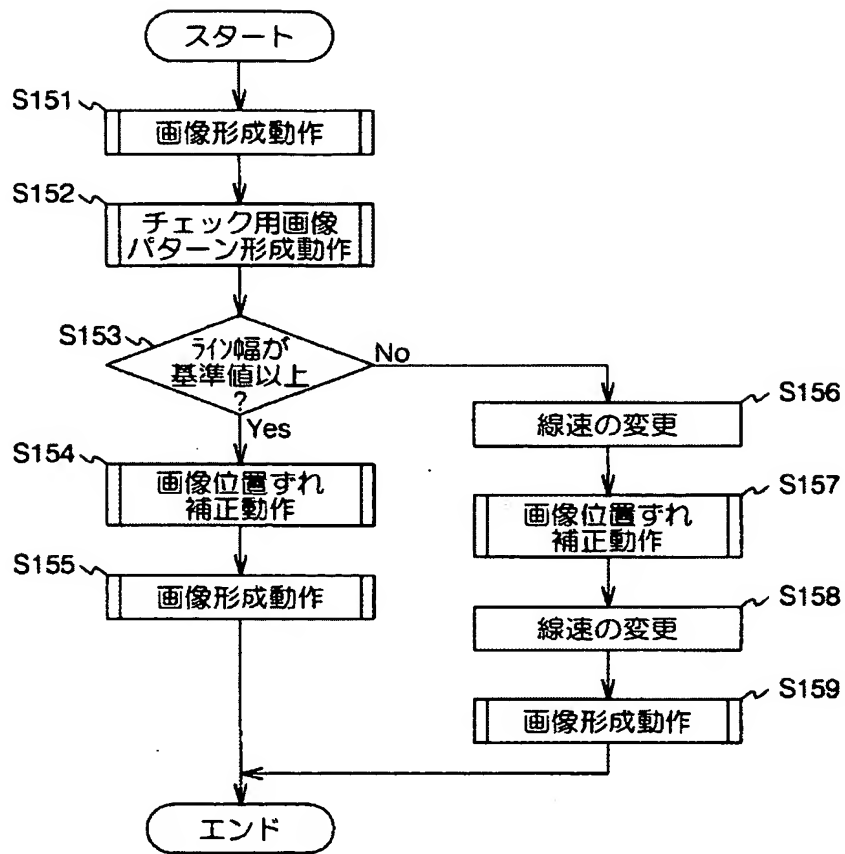 スタート
S151
画像形成動作
S152
チェック用画像
パターン形成動作
S153
ライン幅が
基準値以上
?
No
Yes
S154
画像位置ずれ
補正動作
S155
画像形成動作
S156
線速の変更
S157
画像位置ずれ
補正動作
S158
線速の変更
S159
画像形成動作
エンド